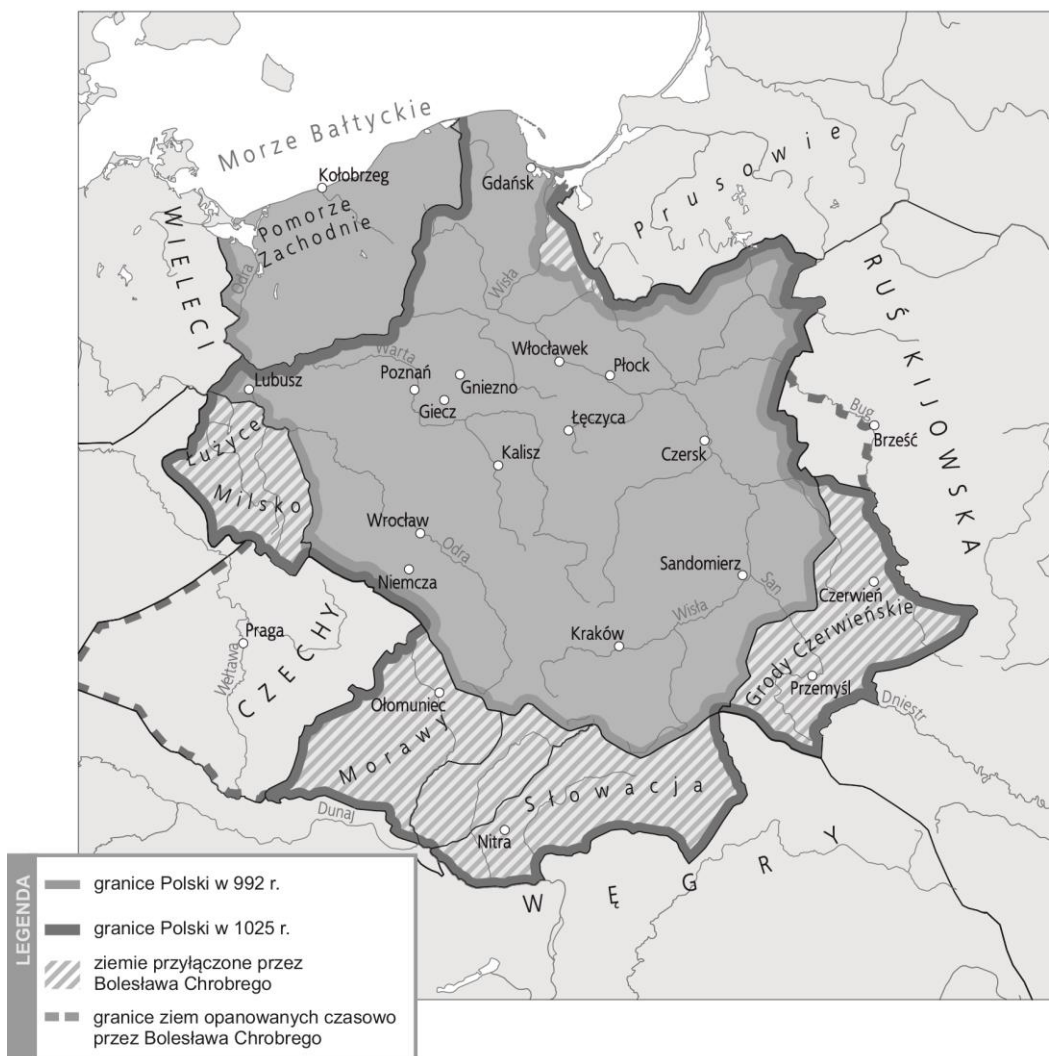 Morze Bałtyckie
Kołobrzeg
Gdańsk
Prusowie
WIELECI
Pomorze
Zachodnie
Odra
Wisła
RUŚ KIJOWSKA
Włocławek
Płock
Warta
Poznań
Gniezno
Giecz
Lubusz
Łęczyca
Bug
Brześć
Łużyce
Kalisz
Czersk
Milsko
Wrocław
Odra
Niemcza
Sandomierz
San
Czerwień
Wisła
Kraków
Grody Czerwieńskie
Przemyśl
Praga
Wełtawa
CZECHY
Ołomuniec
Morawy
Dniestr
Słowacja
Dunaj
Nitra
WĘGRY
LEGENDA
granice Polski w 992 r.
granice Polski w 1025 r.
ziemie przyłączone przez
Bolesława Chrobrego
granice ziem opanowanych czasowo
przez Bolesława Chrobrego